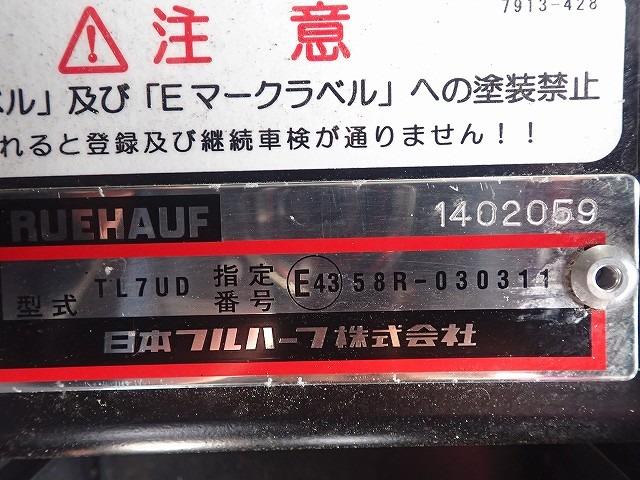 7913-428
注意
ベル」及び「Eマークラベル」への塗装禁止
れると登録及び継続車検が通りません!!
RUEHAUF 1402059
型式 TL7UD 指定番号 E43 58R-030311
日本フルハーフ株式会社